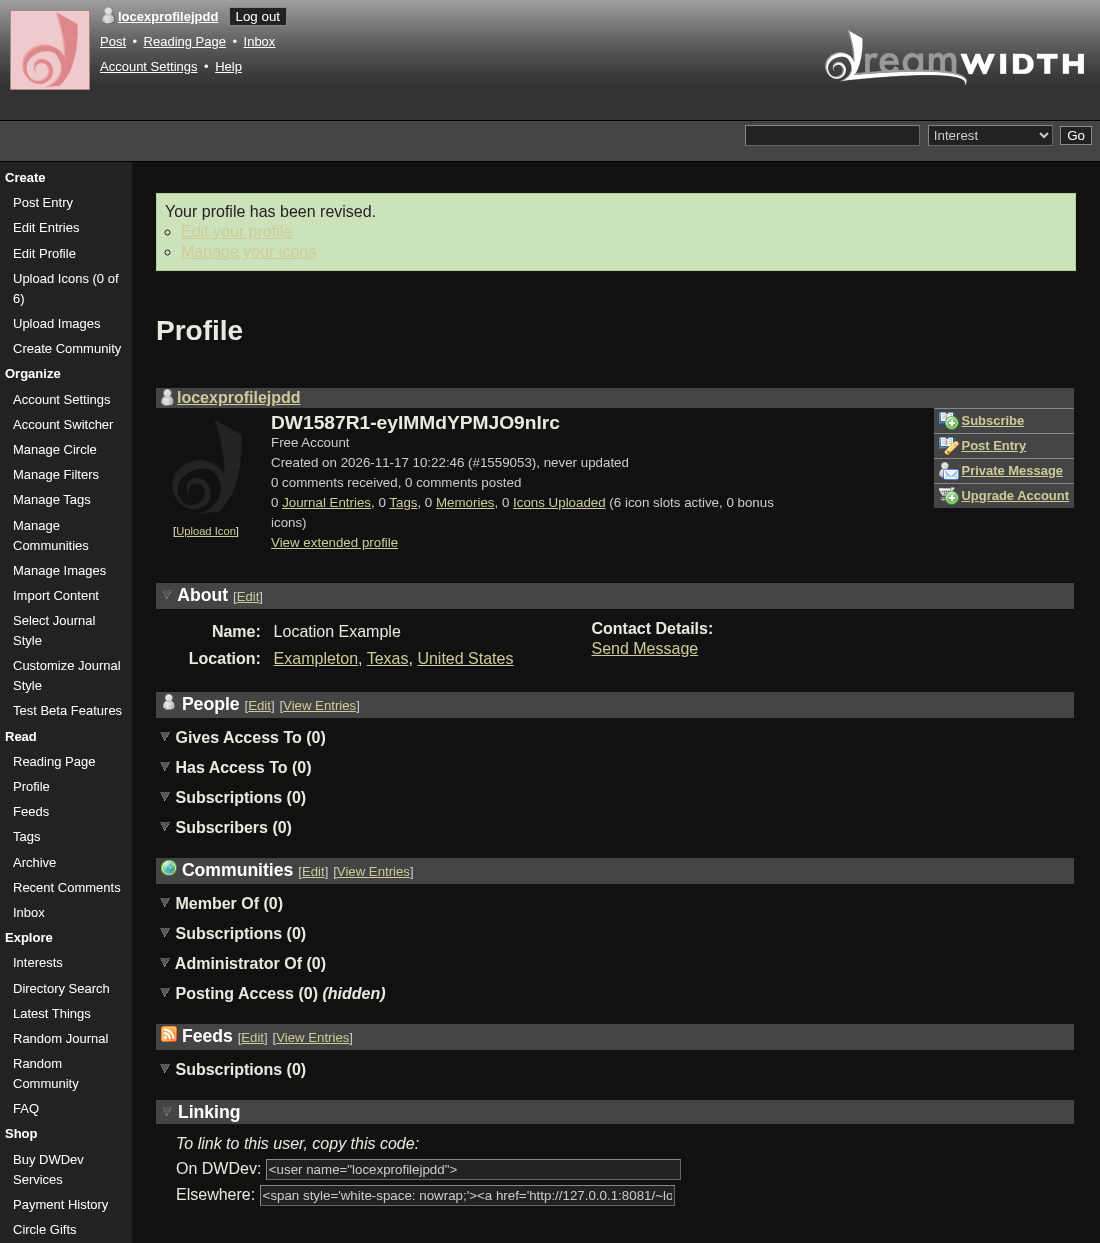 locexprofilejpdd Log out
Post • Reading Page • Inbox
Account Settings • Help
dreamWIDTH
Interest Go
Create
Post Entry
Edit Entries
Edit Profile
Upload Icons (0 of
6)
Upload Images
Create Community
Organize
Account Settings
Account Switcher
Manage Circle
Manage Filters
Manage Tags
Manage
Communities
Manage Images
Import Content
Select Journal
Style
Customize Journal
Style
Test Beta Features
Read
Reading Page
Profile
Feeds
Tags
Archive
Recent Comments
Inbox
Explore
Interests
Directory Search
Latest Things
Random Journal
Random
Community
FAQ
Shop
Buy DWDev
Services
Payment History
Circle Gifts
Your profile has been revised.
Edit your profile
Manage your icons
Profile
locexprofilejpdd
[Upload Icon]
DW1587R1-eyIMMdYPMJO9nIrc
Free Account
Created on 2026-11-17 10:22:46 (#1559053), never updated
0 comments received, 0 comments posted
0 Journal Entries, 0 Tags, 0 Memories, 0 Icons Uploaded (6 icon slots active, 0 bonus
icons)
View extended profile
Subscribe
Post Entry
Private Message
Upgrade Account
About [Edit]
Name: Location Example
Location: Exampleton, Texas, United States
Contact Details:
Send Message
People [Edit] [View Entries]
Gives Access To (0)
Has Access To (0)
Subscriptions (0)
Subscribers (0)
Communities [Edit] [View Entries]
Member Of (0)
Subscriptions (0)
Administrator Of (0)
Posting Access (0) (hidden)
Feeds [Edit] [View Entries]
Subscriptions (0)
Linking
To link to this user, copy this code:
On DWDev: <user name="locexprofilejpdd">
Elsewhere: <span style='white-space: nowrap;'><a href='http://127.0.0.1:8081/~lo